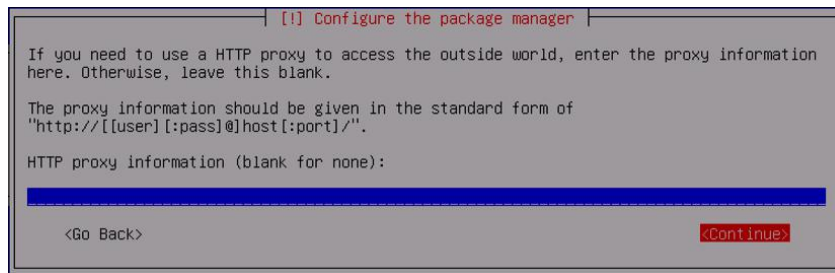 [!] Configure the package manager
If you need to use a HTTP proxy to access the outside world, enter the proxy information
here. Otherwise, leave this blank.
The proxy information should be given in the standard form of
"http://[[user][:pass]@]host[:port]/".
HTTP proxy information (blank for none):
<Go Back> <Continue>